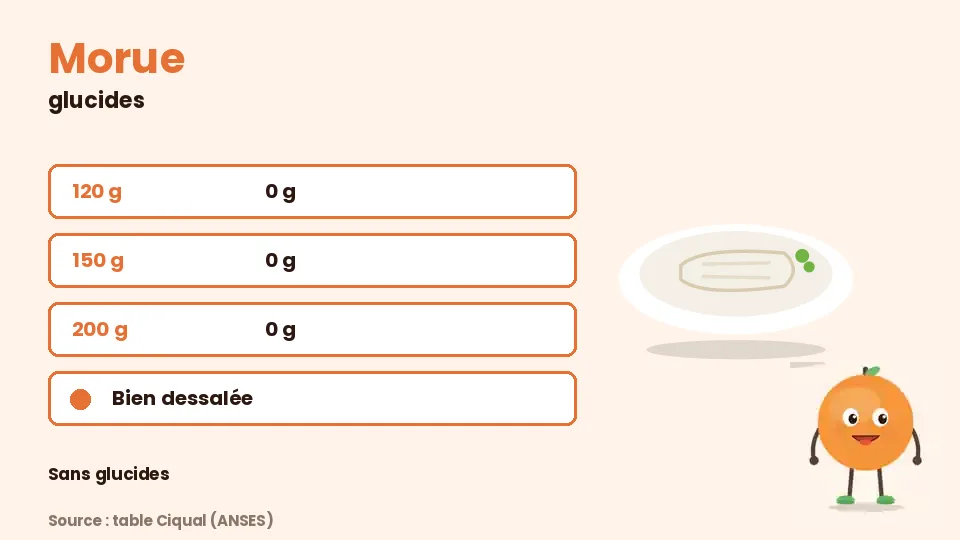 Morue
glucides
120 g 0 g
150 g 0 g
200 g 0 g
Bien dessalée
Sans glucides
Source : table Ciqual (ANSES)